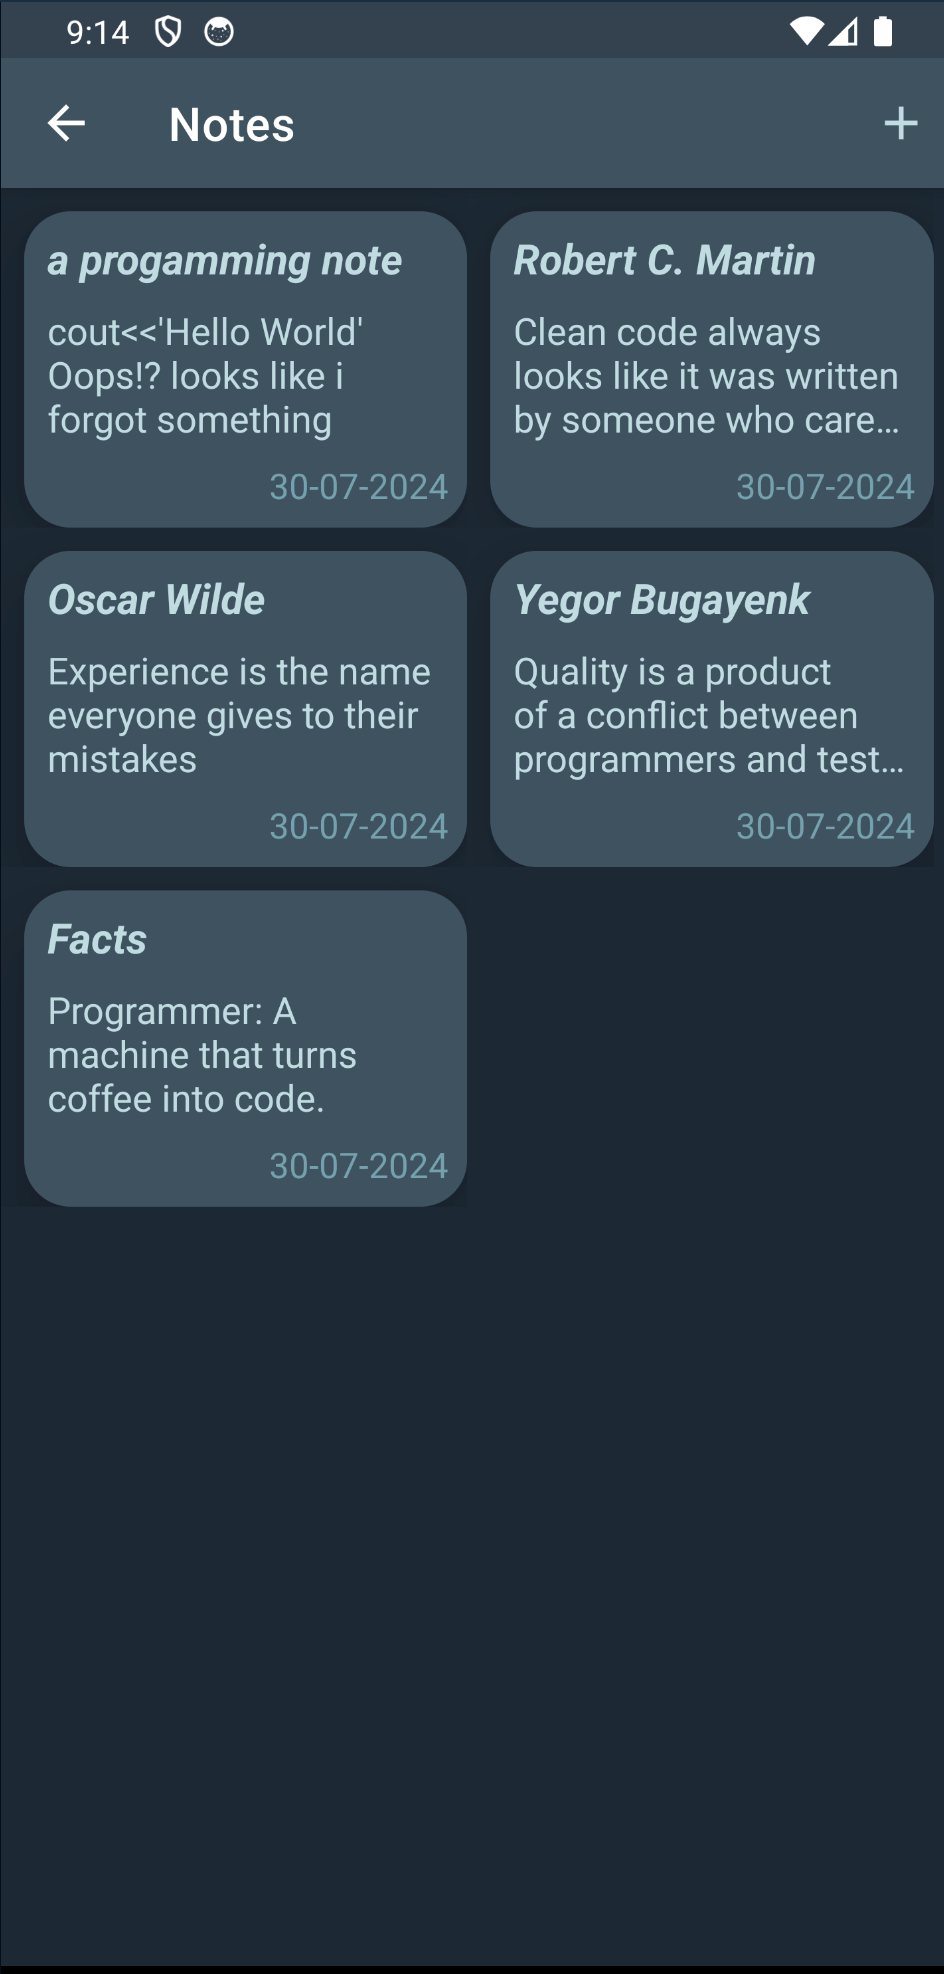 9:14
Notes
a progamming note
cout<<'Hello World'
Oops!? looks like i
forgot something
30-07-2024
Robert C. Martin
Clean code always
looks like it was written
by someone who care…
30-07-2024
Oscar Wilde
Experience is the name
everyone gives to their
mistakes
30-07-2024
Yegor Bugayenk
Quality is a product
of a conflict between
programmers and test…
30-07-2024
Facts
Programmer: A
machine that turns
coffee into code.
30-07-2024